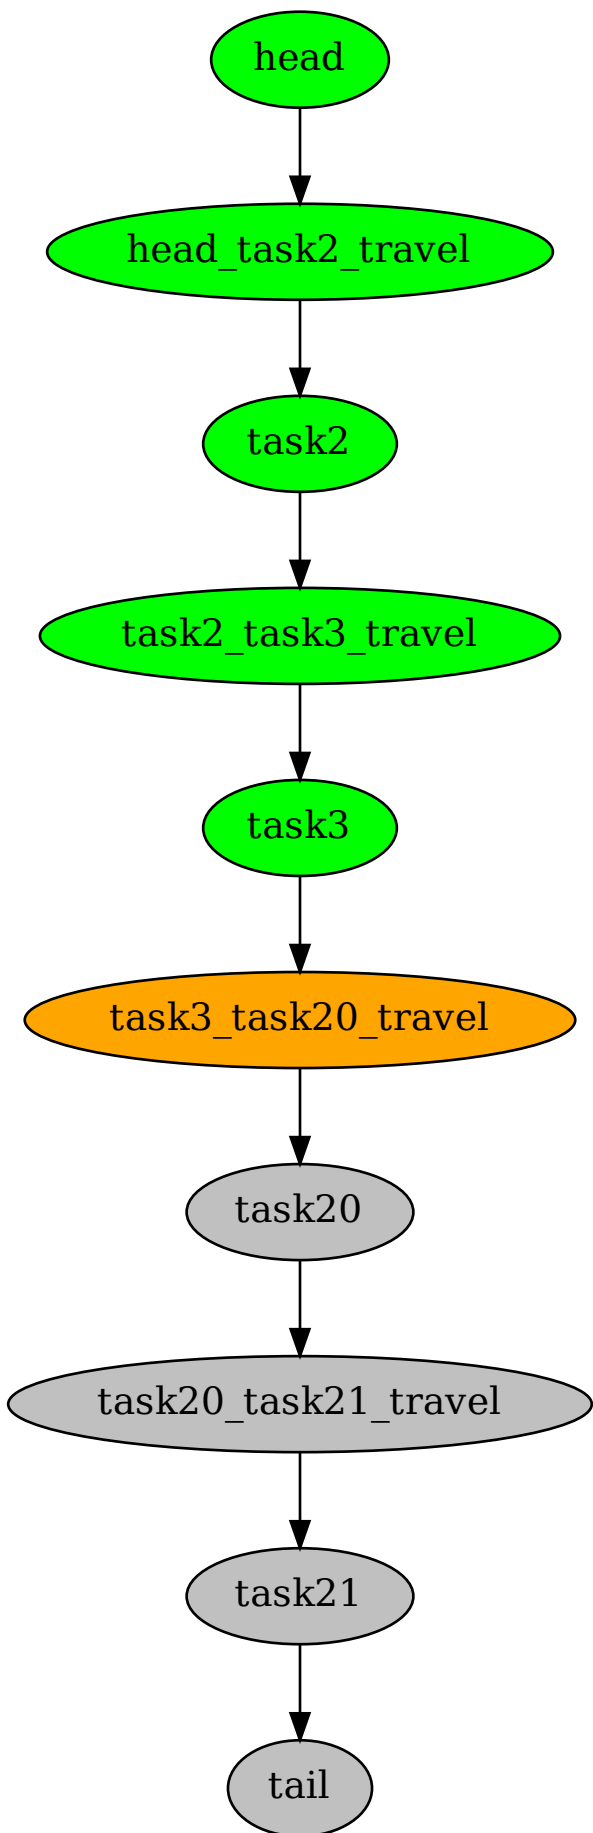 head
head_task2_travel
task2
task2_task3_travel
task3
task3_task20_travel
task20
task20_task21_travel
task21
tail